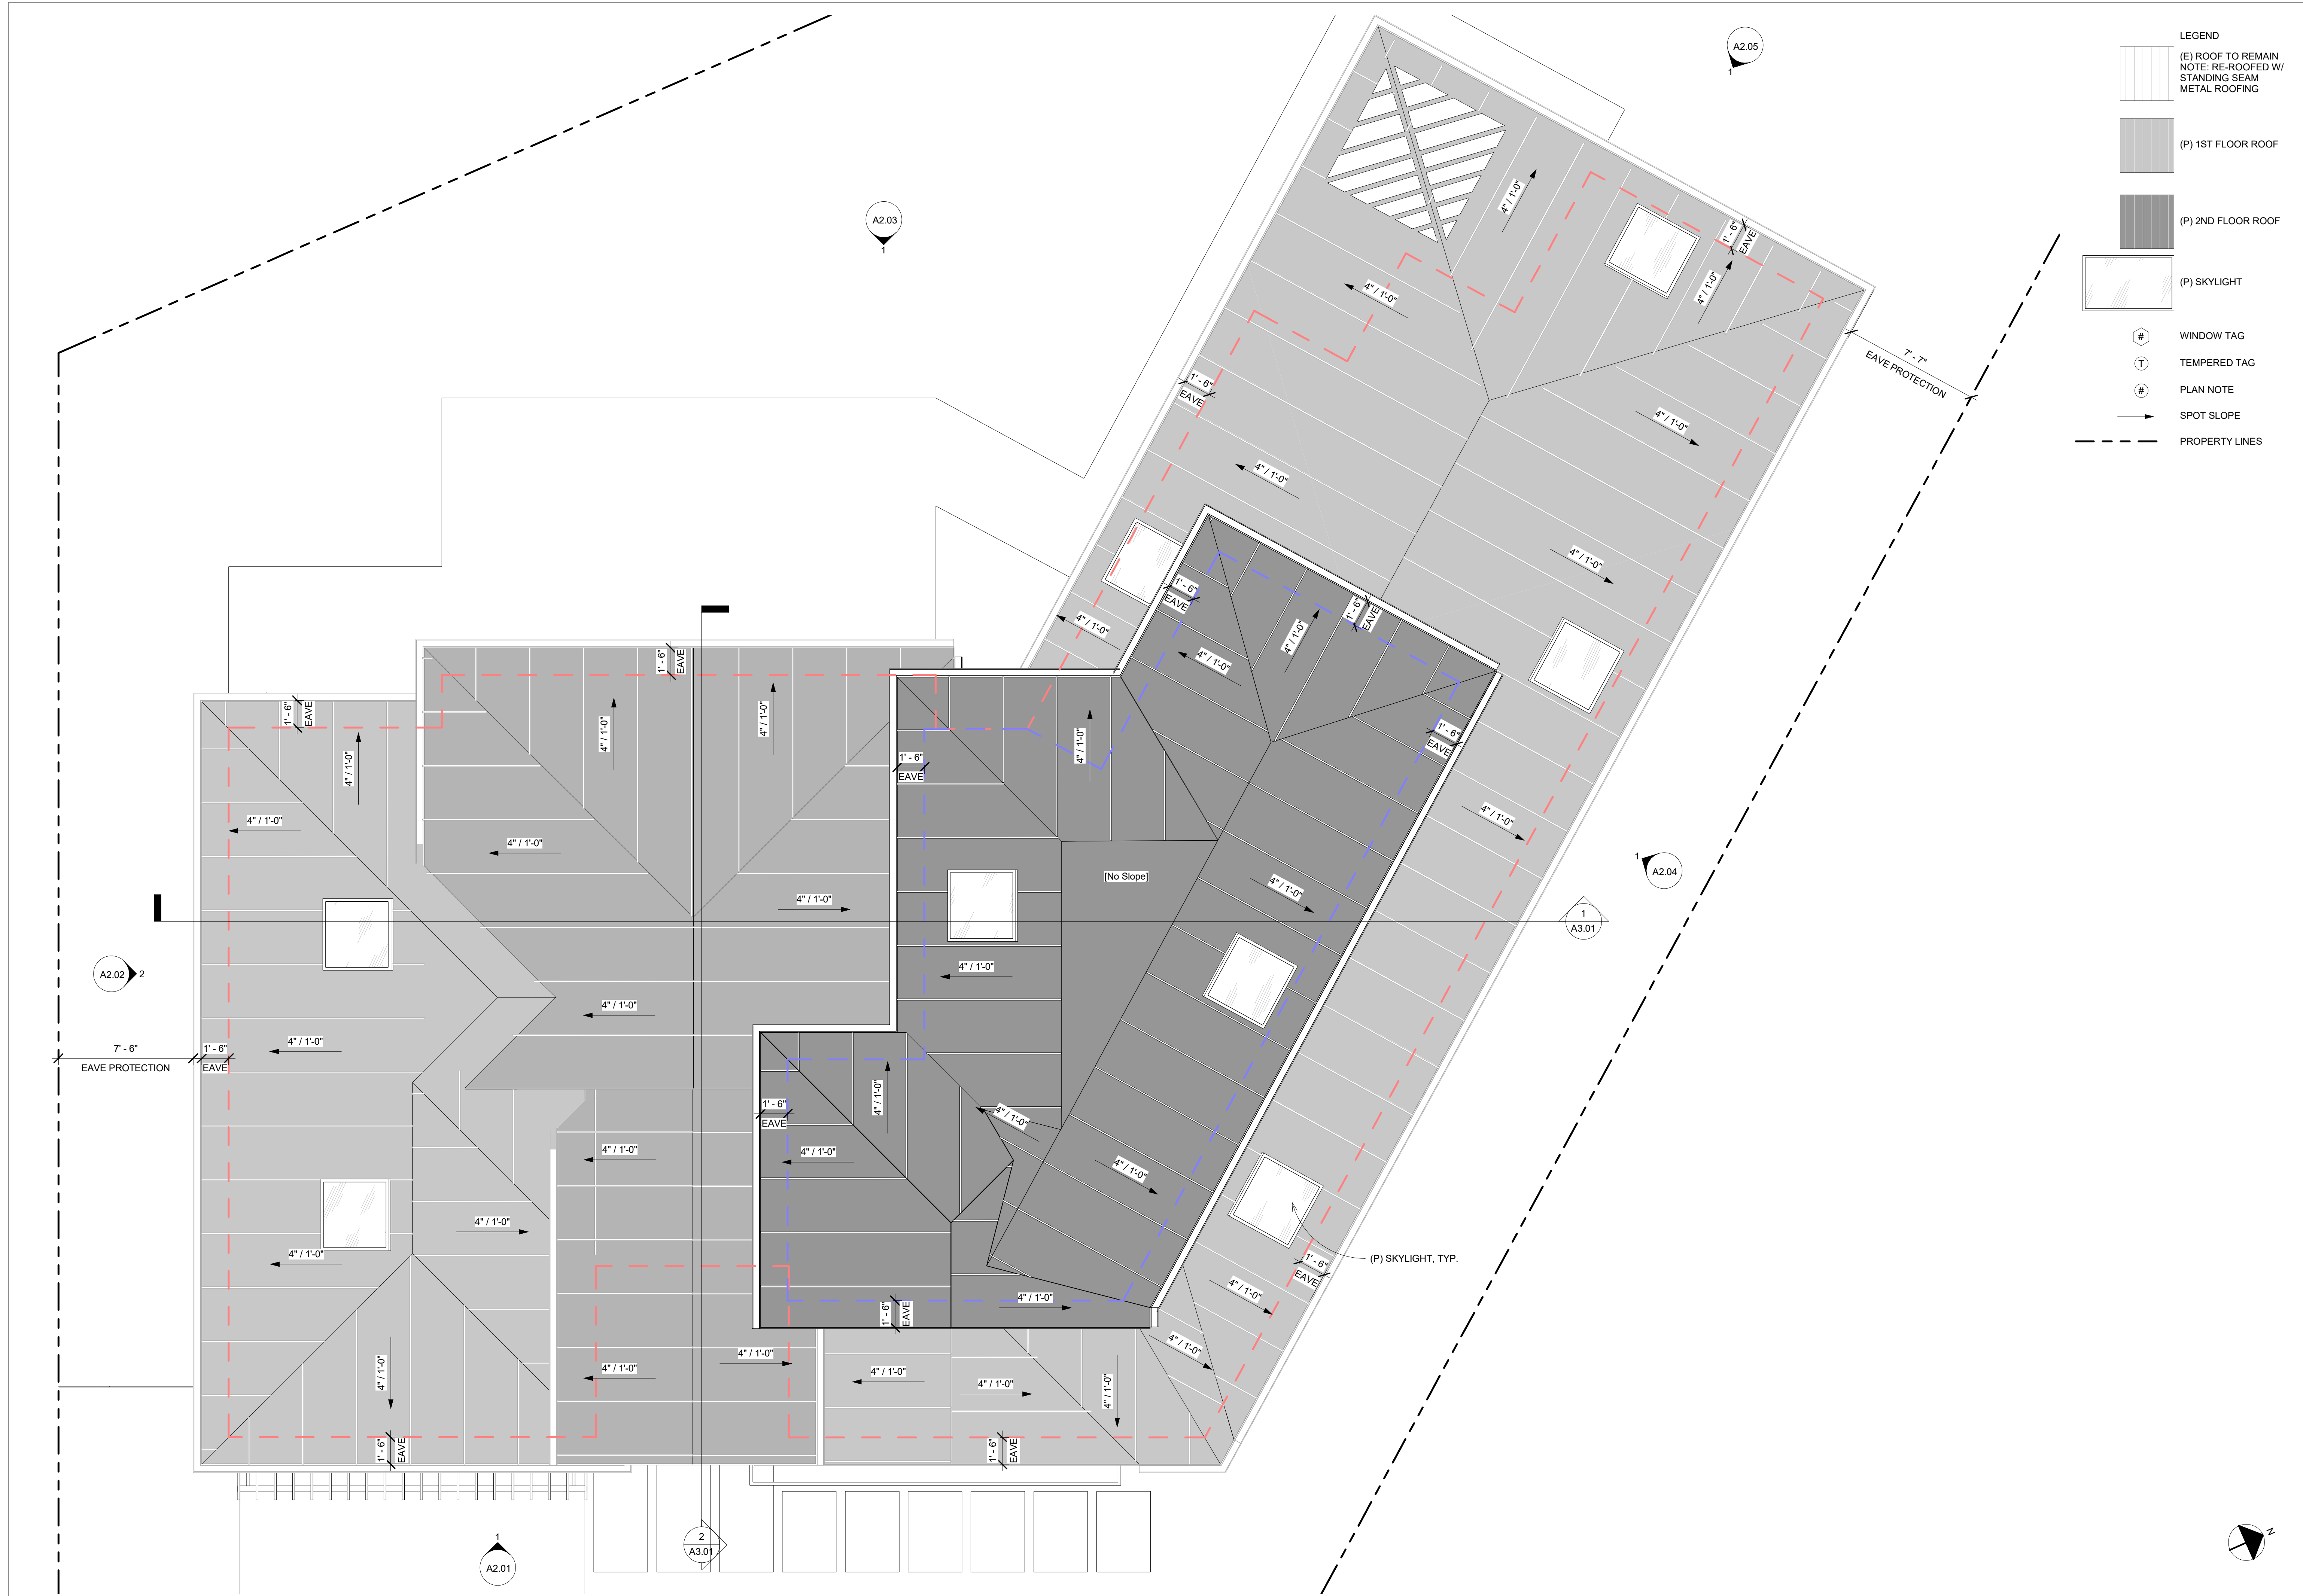 LEGEND
(E) ROOF TO REMAIN
NOTE: RE-ROOFED W/
STANDING SEAM
METAL ROOFING
(P) 1ST FLOOR ROOF
(P) 2ND FLOOR ROOF
(P) SKYLIGHT
# WINDOW TAG
T TEMPERED TAG
# PLAN NOTE
SPOT SLOPE
PROPERTY LINES
A2.05
1
A2.03
1
4" / 1'-0"
1' - 6"
EAVE
4" / 1'-0"
4" / 1'-0"
7' - 7"
EAVE PROTECTION
1' - 6"
EAVE
4" / 1'-0"
4" / 1'-0"
4" / 1'-0"
1' - 6"
EAVE
1' - 6"
EAVE
4" / 1'-0"
4" / 1'-0"
4" / 1'-0"
1' - 6"
EAVE
1' - 6"
EAVE
4" / 1'-0"
4" / 1'-0"
4" / 1'-0"
4" / 1'-0"
1' - 6"
EAVE
1' - 6"
EAVE
4" / 1'-0"
4" / 1'-0"
4" / 1'-0"
4" / 1'-0"
[No Slope]
4" / 1'-0"
4" / 1'-0"
1
A2.04
1
A3.01
A2.02 2
4" / 1'-0"
4" / 1'-0"
4" / 1'-0"
7' - 6"
EAVE PROTECTION
1' - 6"
EAVE
4" / 1'-0"
1' - 6"
EAVE
4" / 1'-0"
4" / 1'-0"
4" / 1'-0"
4" / 1'-0"
4" / 1'-0"
4" / 1'-0"
(P) SKYLIGHT, TYP.
1' - 6"
EAVE
4" / 1'-0"
1' - 6"
EAVE
4" / 1'-0"
4" / 1'-0"
4" / 1'-0"
4" / 1'-0"
4" / 1'-0"
4" / 1'-0"
4" / 1'-0"
4" / 1'-0"
1' - 6"
EAVE
1' - 6"
EAVE
1
A2.01
2
A3.01
N